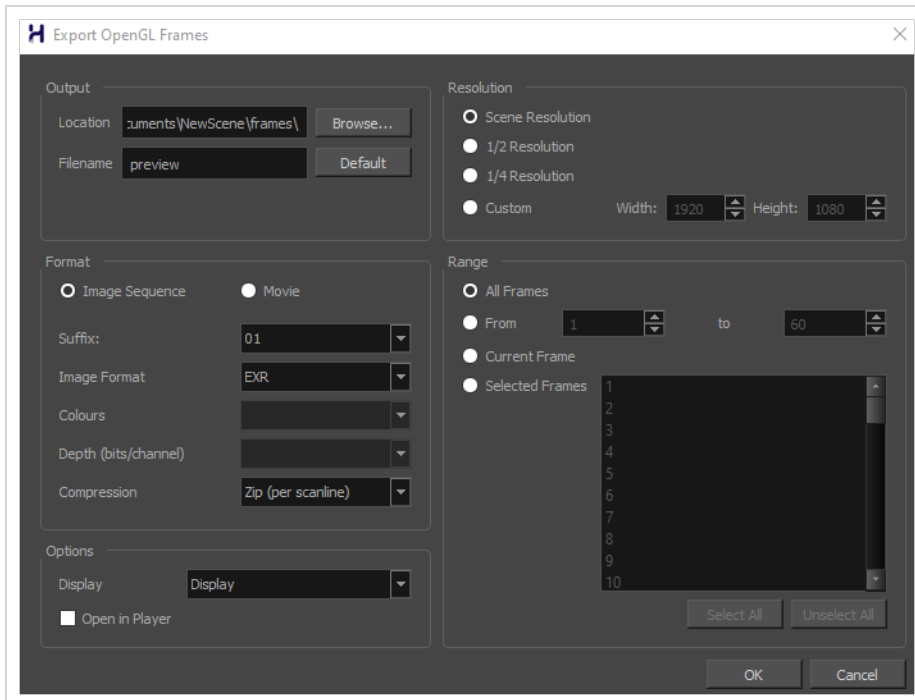 Export OpenGL Frames
Output
Location :uments\NewScene\frames\ Browse...
Filename preview Default
Resolution
Scene Resolution
1/2 Resolution
1/4 Resolution
Custom Width: 1920 Height: 1080
Format
Image Sequence Movie
Suffix: 01
Image Format EXR
Colours
Depth (bits/channel)
Compression Zip (per scanline)
Options
Display Display
Open in Player
Range
All Frames
From 1 to 60
Current Frame
Selected Frames 1
2
3
4
5
6
7
8
9
10
Select All Unselect All
OK Cancel